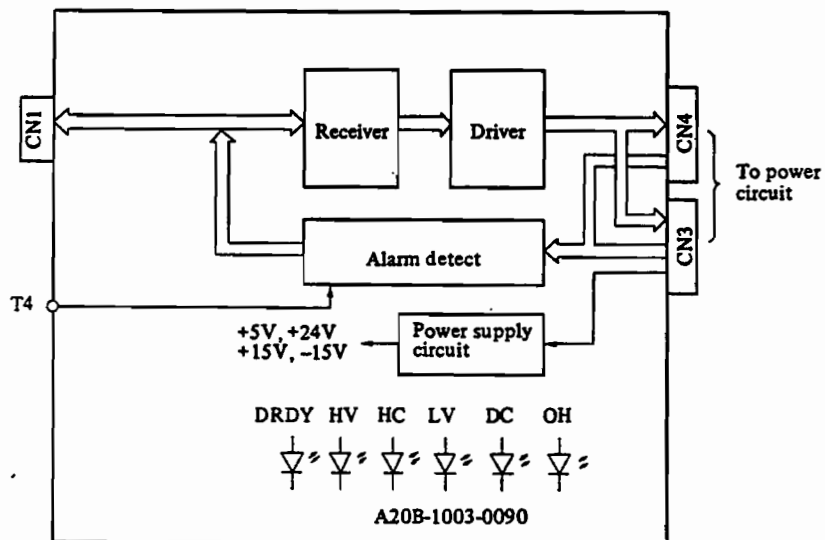 CN1
Receiver
Driver
CN4
To power
circuit
CN3
Alarm detect
T4
+5V, +24V
+15V, -15V
Power supply
circuit
DRDY HV HC LV DC OH
A20B-1003-0090